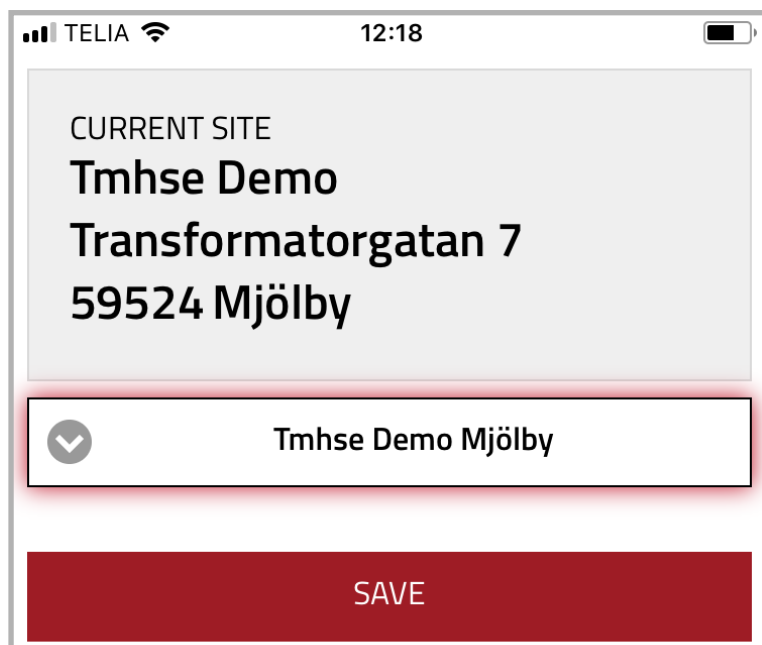 TELIA 12:18
CURRENT SITE
Tmhse Demo
Transformatorgatan 7
59524 Mjölby
Tmhse Demo Mjölby
SAVE